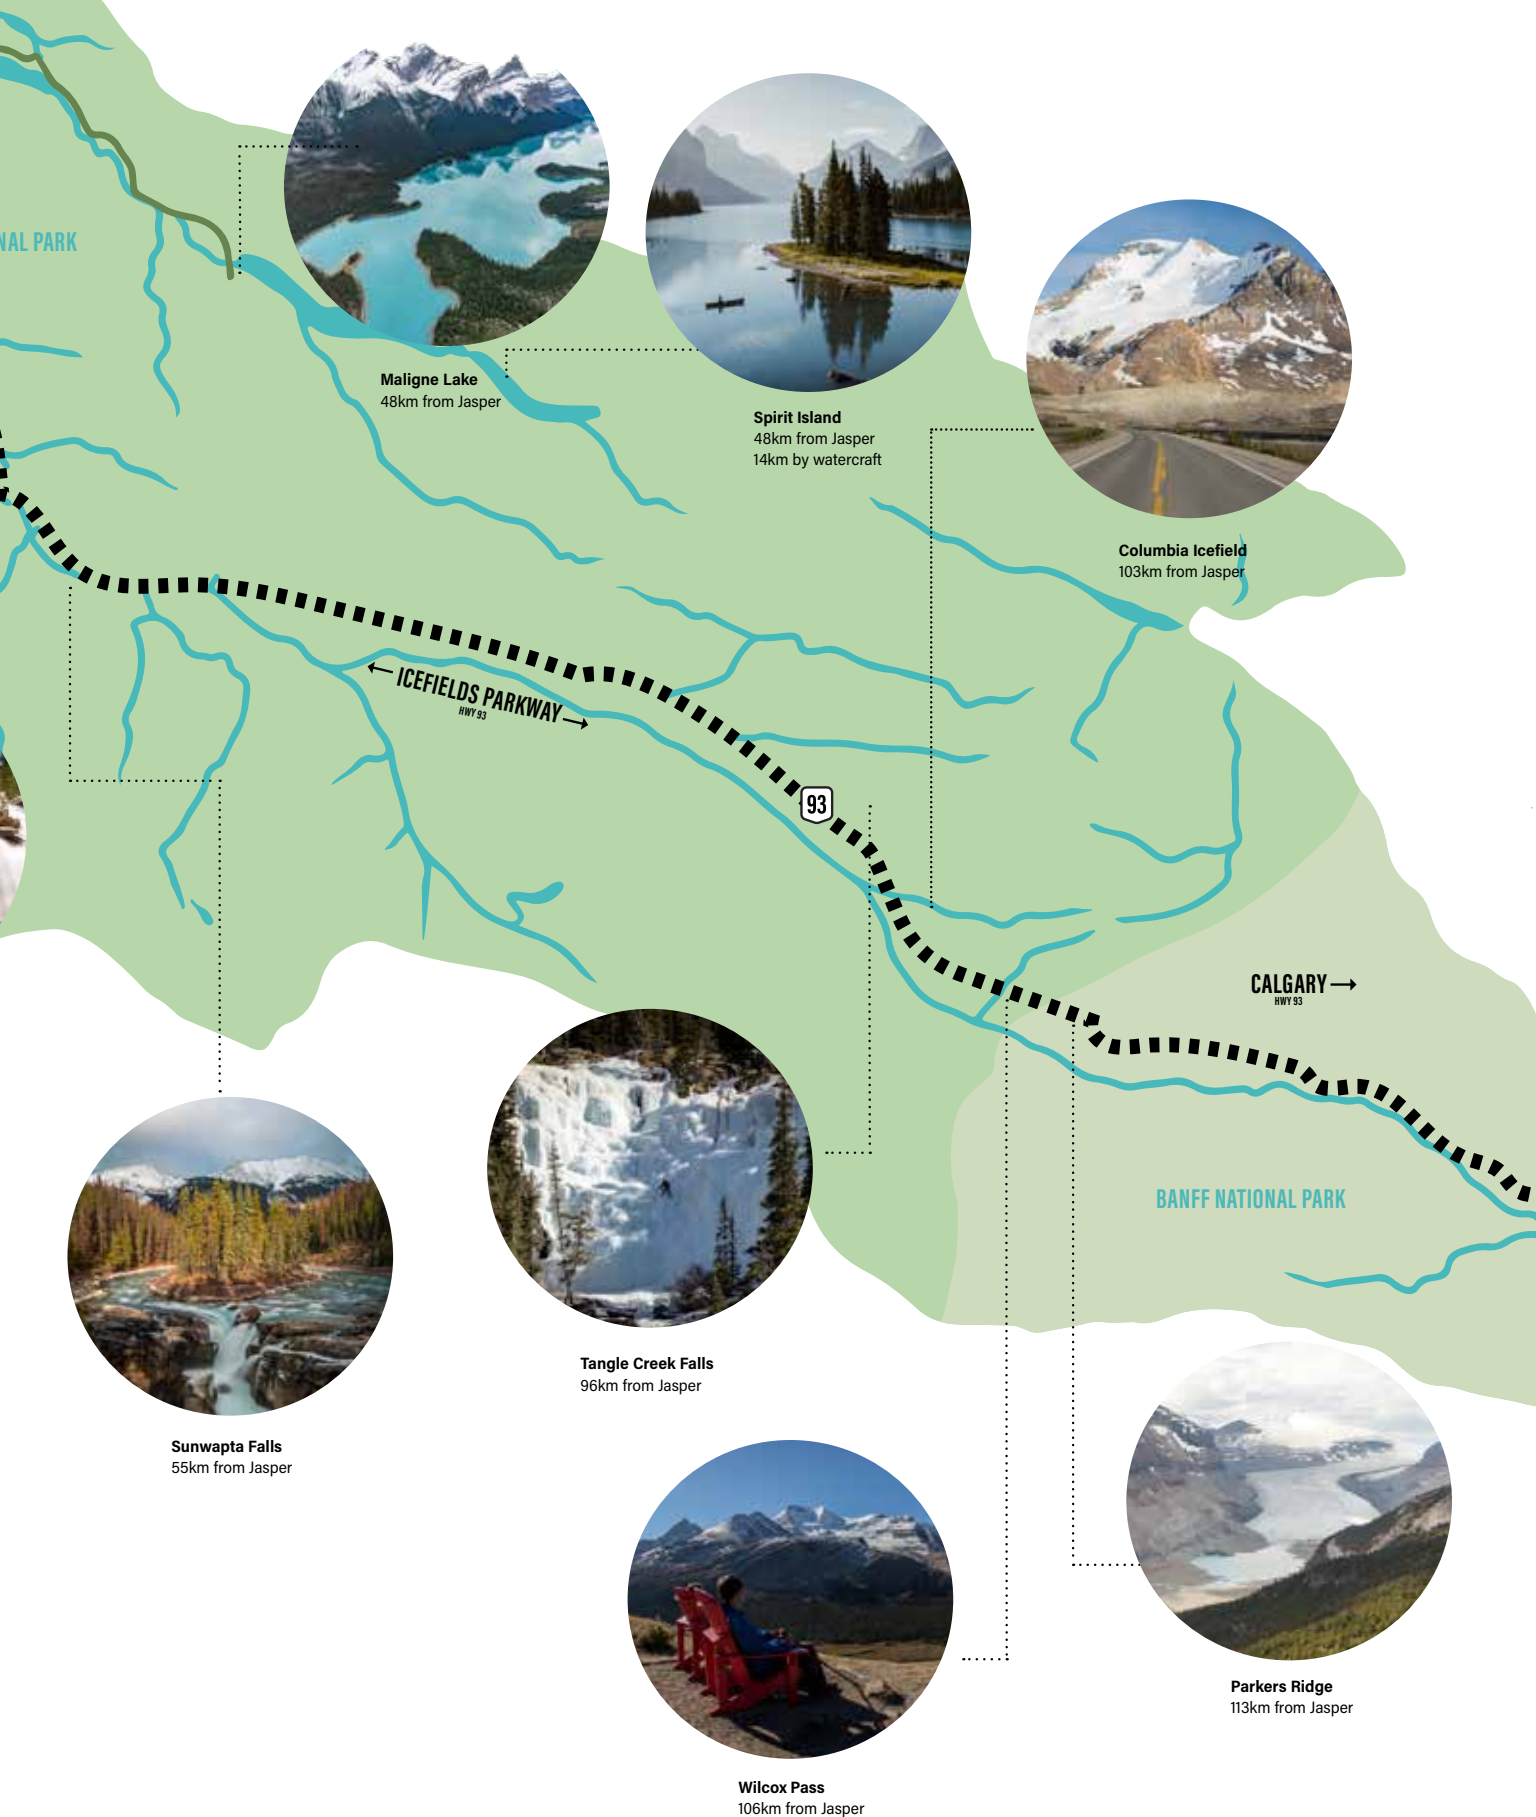 NAL PARK
Maligne Lake
48km from Jasper
Spirit Island
48km from Jasper
14km by watercraft
Columbia Icefield
103km from Jasper
ICEFIELDS PARKWAY
HWY 93
93
CALGARY
HWY 93
BANFF NATIONAL PARK
Tangle Creek Falls
96km from Jasper
Sunwapta Falls
55km from Jasper
Parkers Ridge
113km from Jasper
Wilcox Pass
106km from Jasper